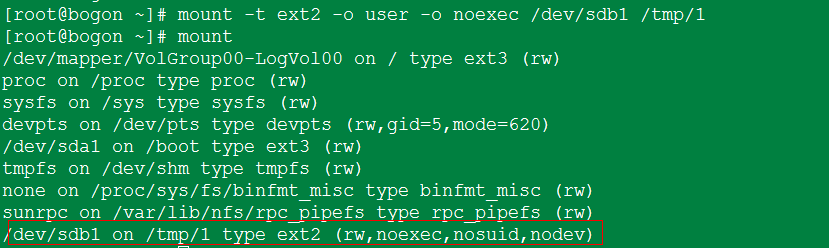 [root@bogon ~]# mount -t ext2 -o user -o noexec /dev/sdb1 /tmp/1
[root@bogon ~]# mount
/dev/mapper/VolGroup00-LogVol00 on / type ext3 (rw)
proc on /proc type proc (rw)
sysfs on /sys type sysfs (rw)
devpts on /dev/pts type devpts (rw,gid=5,mode=620)
/dev/sda1 on /boot type ext3 (rw)
tmpfs on /dev/shm type tmpfs (rw)
none on /proc/sys/fs/binfmt_misc type binfmt_misc (rw)
sunrpc on /var/lib/nfs/rpc_pipefs type rpc_pipefs (rw)
/dev/sdb1 on /tmp/1 type ext2 (rw,noexec,nosuid,nodev)